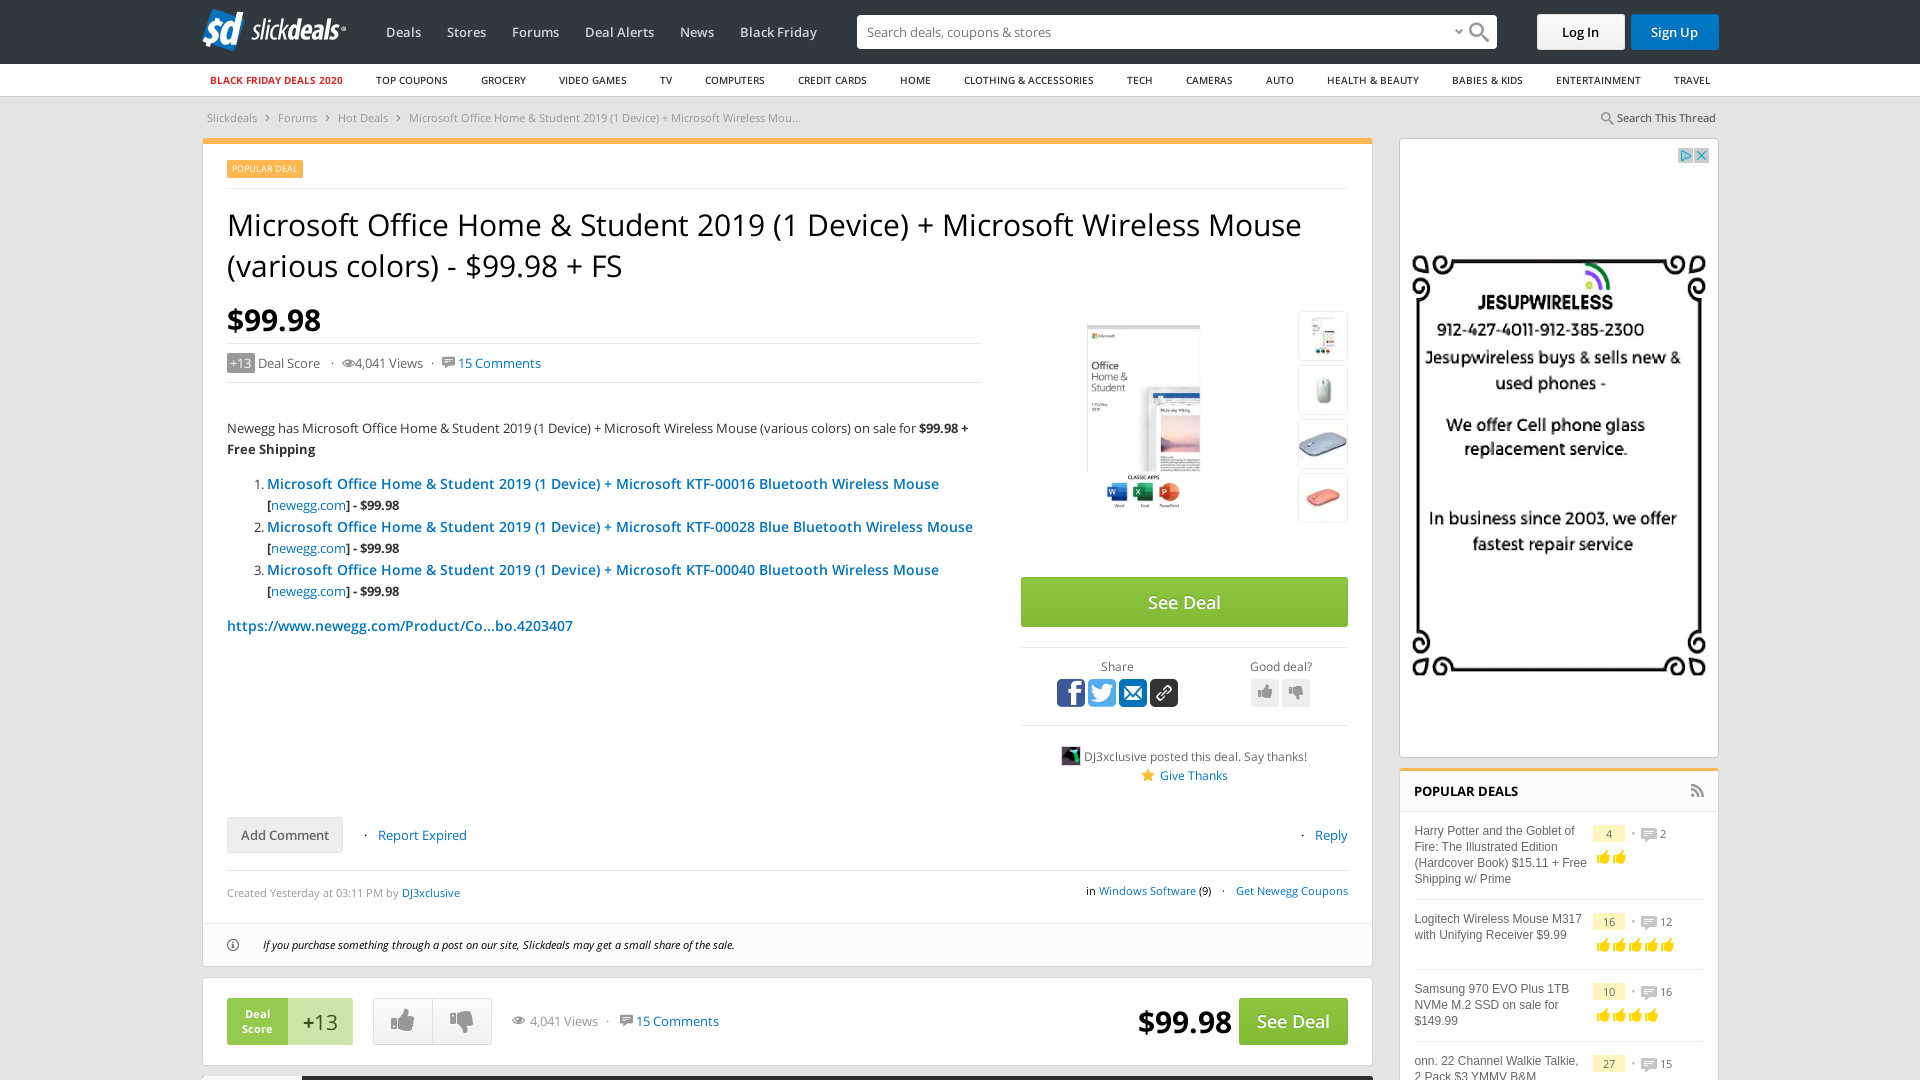 slickdeals
Deals
Stores
Forums
Deal Alerts
News
Black Friday
Search deals, coupons & stores
Log In
Sign Up
BLACK FRIDAY DEALS 2020
TOP COUPONS
GROCERY
VIDEO GAMES
TV
COMPUTERS
CREDIT CARDS
HOME
CLOTHING & ACCESSORIES
TECH
CAMERAS
AUTO
HEALTH & BEAUTY
BABIES & KIDS
ENTERTAINMENT
TRAVEL
Slickdeals › Forums › Hot Deals › Microsoft Office Home & Student 2019 (1 Device) + Microsoft Wireless Mou...
Search This Thread
POPULAR DEAL
Microsoft Office Home & Student 2019 (1 Device) + Microsoft Wireless Mouse
(various colors) - $99.98 + FS
$99.98
+13 Deal Score · 4,041 Views · 15 Comments
Newegg has Microsoft Office Home & Student 2019 (1 Device) + Microsoft Wireless Mouse (various colors) on sale for $99.98 +
Free Shipping
1. Microsoft Office Home & Student 2019 (1 Device) + Microsoft KTF-00016 Bluetooth Wireless Mouse
[newegg.com] - $99.98
2. Microsoft Office Home & Student 2019 (1 Device) + Microsoft KTF-00028 Blue Bluetooth Wireless Mouse
[newegg.com] - $99.98
3. Microsoft Office Home & Student 2019 (1 Device) + Microsoft KTF-00040 Bluetooth Wireless Mouse
[newegg.com] - $99.98
https://www.newegg.com/Product/Co...bo.4203407
Microsoft
Office
Home &
Student
CLASSIC APPS
Word Excel PowerPoint
See Deal
Share
Good deal?
DJ3xclusive posted this deal. Say thanks!
Give Thanks
Add Comment
· Report Expired
· Reply
Created Yesterday at 03:11 PM by DJ3xclusive
in Windows Software (9) · Get Newegg Coupons
If you purchase something through a post on our site, Slickdeals may get a small share of the sale.
Deal
Score
+13
4,041 Views · 15 Comments
$99.98
See Deal
JESUPWIRELESS
912-427-4011-912-385-2300
Jesupwireless buys & sells new &
used phones -
We offer Cell phone glass
replacement service.
In business since 2003, we offer
fastest repair service
POPULAR DEALS
Harry Potter and the Goblet of
Fire: The Illustrated Edition
(Hardcover Book) $15.11 + Free
Shipping w/ Prime
4 • 2
Logitech Wireless Mouse M317
with Unifying Receiver $9.99
16 • 12
Samsung 970 EVO Plus 1TB
NVMe M.2 SSD on sale for
$149.99
10 • 16
onn. 22 Channel Walkie Talkie,
2 Pack $3 YMMV B&M
27 • 15